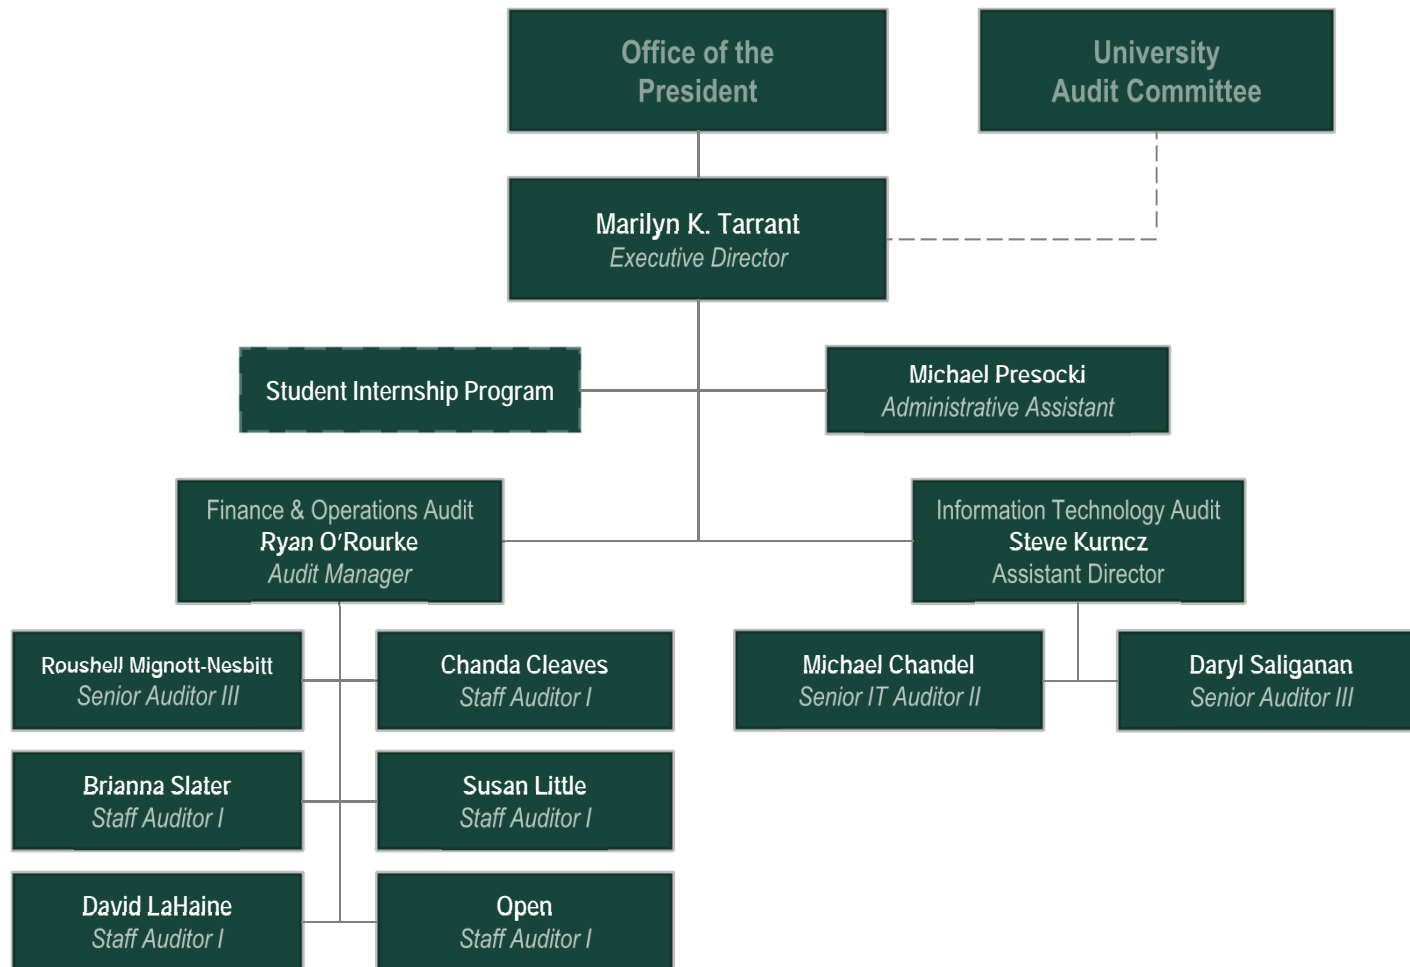 Office of the
President
University
Audit Committee
Marilyn K. Tarrant
Executive Director
Student Internship Program
Michael Presocki
Administrative Assistant
Finance & Operations Audit
Ryan O'Rourke
Audit Manager
Information Technology Audit
Steve Kurncz
Assistant Director
Roushell Mignott-Nesbitt
Senior Auditor III
Chanda Cleaves
Staff Auditor I
Michael Chandel
Senior IT Auditor II
Daryl Saliganan
Senior Auditor III
Brianna Slater
Staff Auditor I
Susan Little
Staff Auditor I
David LaHaine
Staff Auditor I
Open
Staff Auditor I